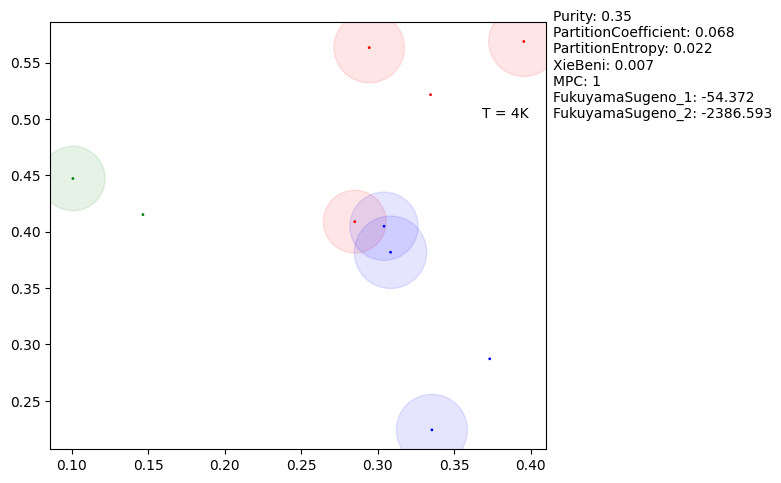 Purity: 0.35
PartitionCoefficient: 0.068
PartitionEntropy: 0.022
XieBeni: 0.007
MPC: 1
FukuyamaSugeno_1: -54.372
FukuyamaSugeno_2: -2386.593
T = 4K
0.55
0.50
0.45
0.40
0.35
0.30
0.25
0.10 0.15 0.20 0.25 0.30 0.35 0.40